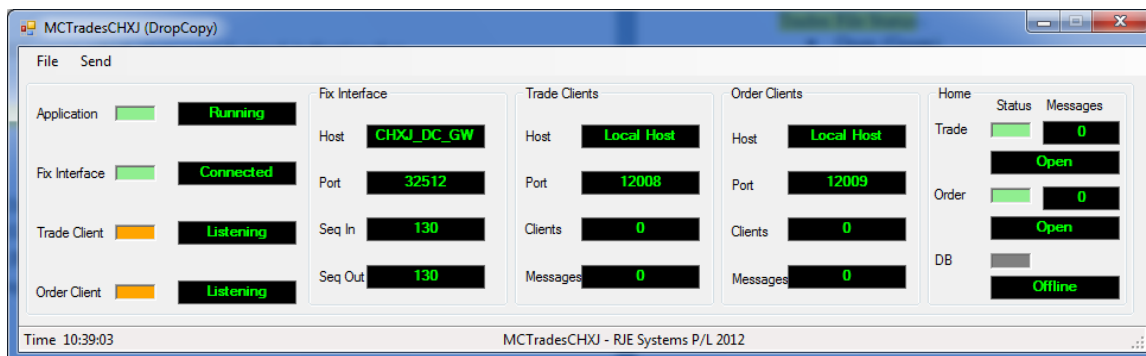 MCTradesCHXJ (DropCopy)
File Send
Application Running
Fix Interface Connected
Trade Client Listening
Order Client Listening
Fix Interface
Host CHXJ_DC_GW
Port 32512
Seq In 130
Seq Out 130
Trade Clients
Host Local Host
Port 12008
Clients 0
Messages 0
Order Clients
Host Local Host
Port 12009
Clients 0
Messages 0
Home
Status Messages
Trade 0
Open
Order 0
Open
DB
Offline
Time 10:39:03
MCTradesCHXJ - RJE Systems P/L 2012